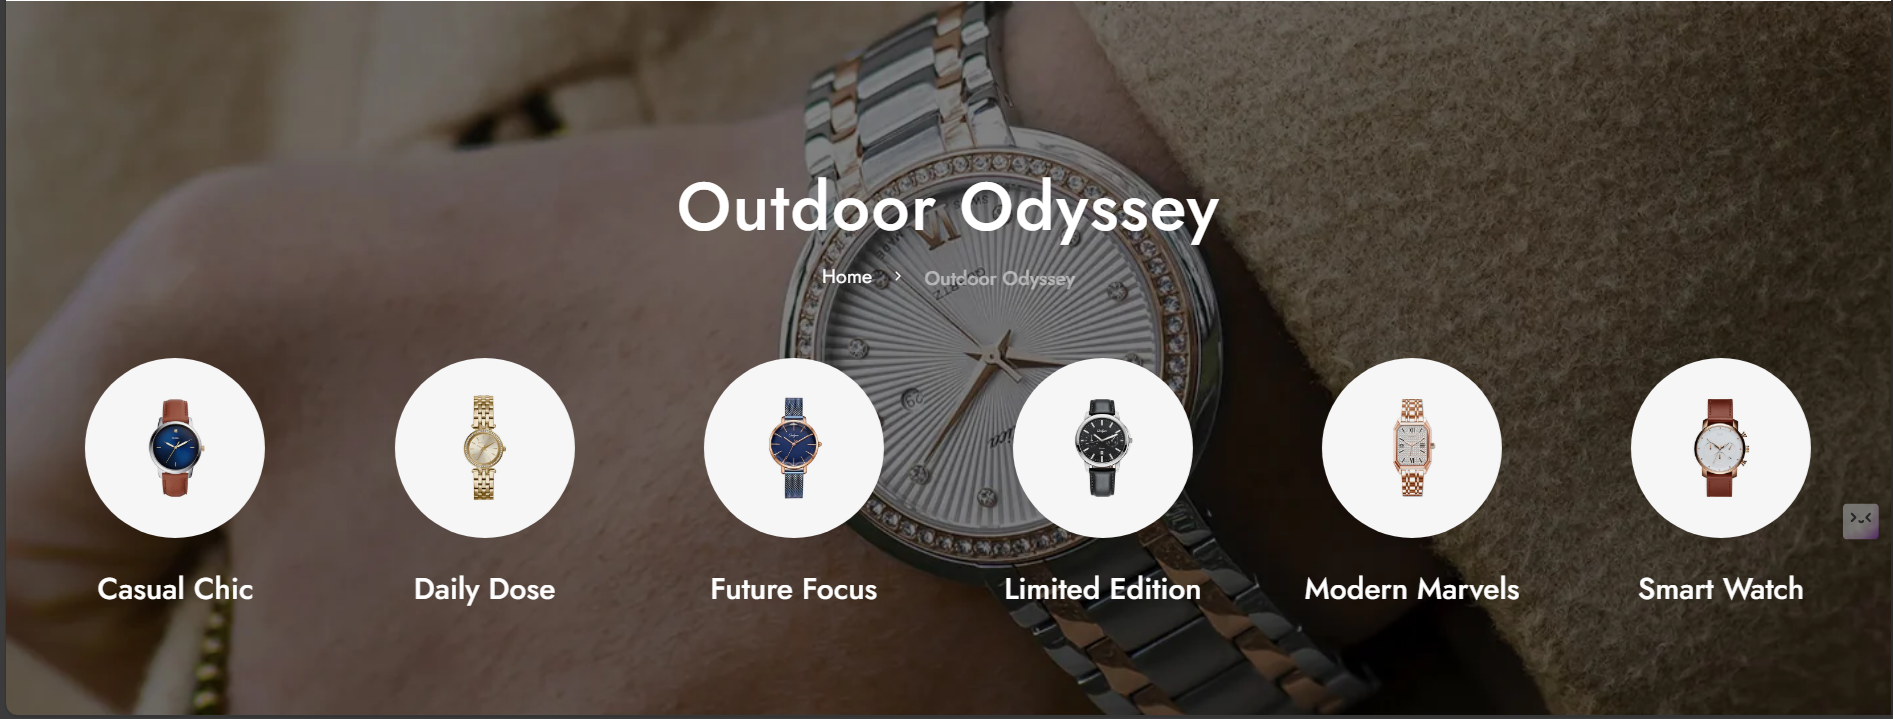 Outdoor Odyssey
Home > Outdoor Odyssey
Casual Chic
Daily Dose
Future Focus
Limited Edition
Modern Marvels
Smart Watch